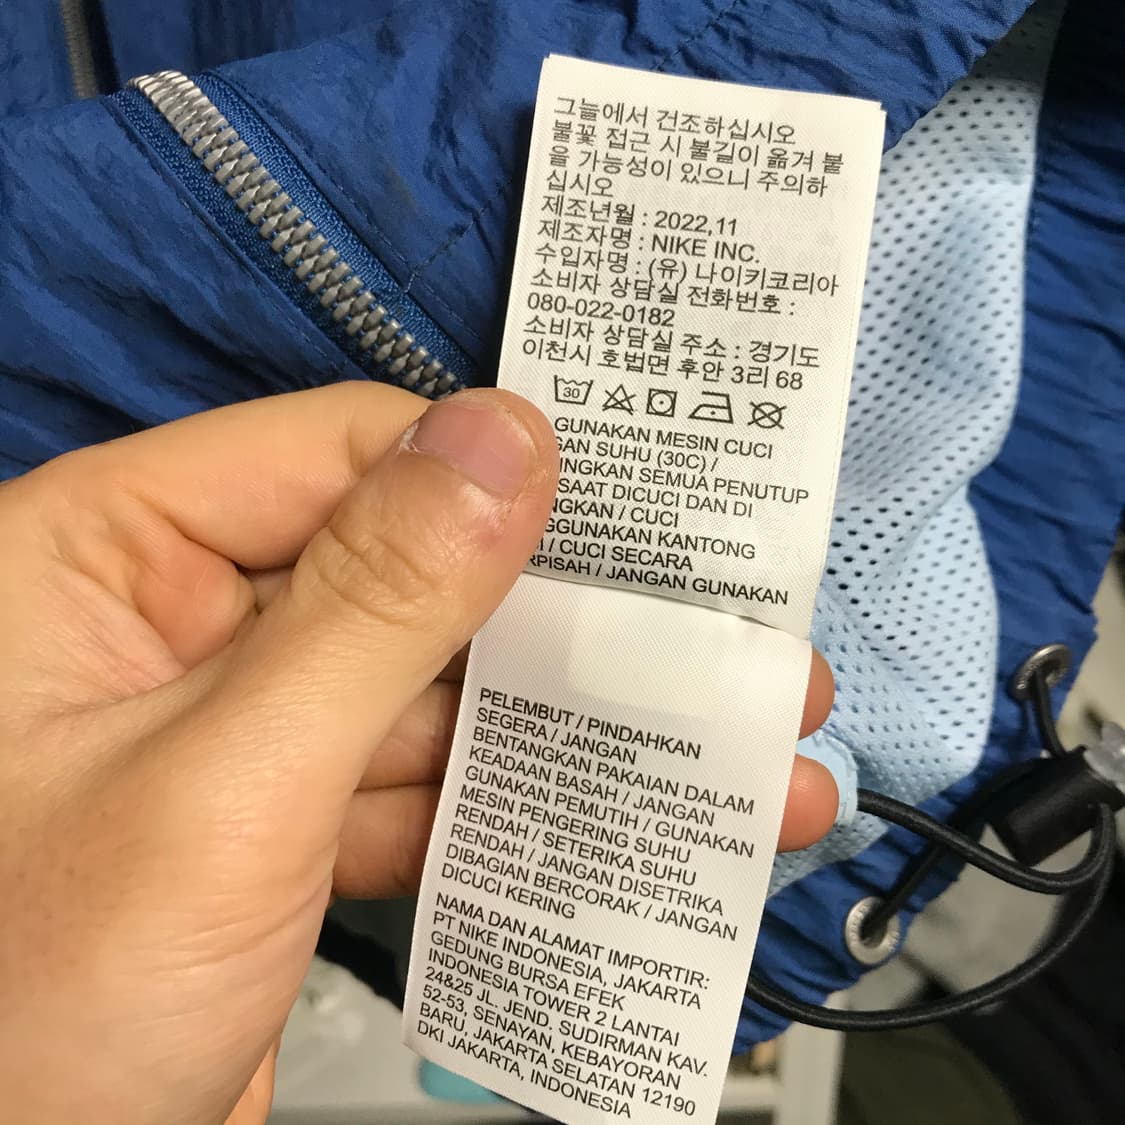 그늘에서 건조하십시오
불꽃 접근 시 불길이 옮겨 붙
을 가능성이 있으니 주의하
십시오
제조년월 : 2022,11
제조자명 : NIKE INC.
수입자명 : (유) 나이키코리아
소비자 상담실 전화번호 :
080-022-0182
소비자 상담실 주소 : 경기도
이천시 호법면 후안 3리 68
30
GUNAKAN MESIN CUCI
GAN SUHU (30C) /
INGKAN SEMUA PENUTUP
SAAT DICUCI DAN DI
NGKAN / CUCI
GGUNAKAN KANTONG
I / CUCI SECARA
RPISAH / JANGAN GUNAKAN
PELEMBUT / PINDAHKAN
SEGERA / JANGAN
BENTANGKAN PAKAIAN DALAM
KEADAAN BASAH / JANGAN
GUNAKAN PEMUTIH / GUNAKAN
MESIN PENGERING SUHU
RENDAH / SETERIKA SUHU
RENDAH / JANGAN DISETRIKA
DIBAGIAN BERCORAK / JANGAN
DICUCI KERING
NAMA DAN ALAMAT IMPORTIR:
PT NIKE INDONESIA, JAKARTA
GEDUNG BURSA EFEK
INDONESIA TOWER 2 LANTAI
24&25 JL. JEND. SUDIRMAN KAV.
52-53, SENAYAN, KEBAYORAN
BARU, JAKARTA SELATAN 12190
DKI JAKARTA, INDONESIA